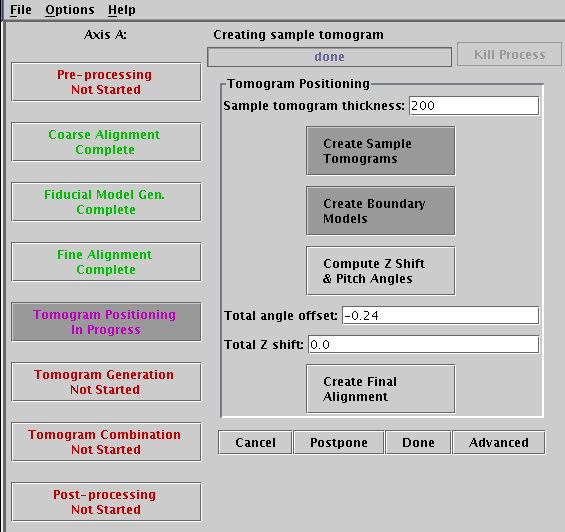 File Options Help
Axis A:
Creating sample tomogram
done
Kill Process
Pre-processing
Not Started
Coarse Alignment
Complete
Fiducial Model Gen.
Complete
Fine Alignment
Complete
Tomogram Positioning
In Progress
Tomogram Generation
Not Started
Tomogram Combination
Not Started
Post-processing
Not Started
Tomogram Positioning
Sample tomogram thickness: 200
Create Sample
Tomograms
Create Boundary
Models
Compute Z Shift
& Pitch Angles
Total angle offset: -0.24
Total Z shift: 0.0
Create Final
Alignment
Cancel Postpone Done Advanced